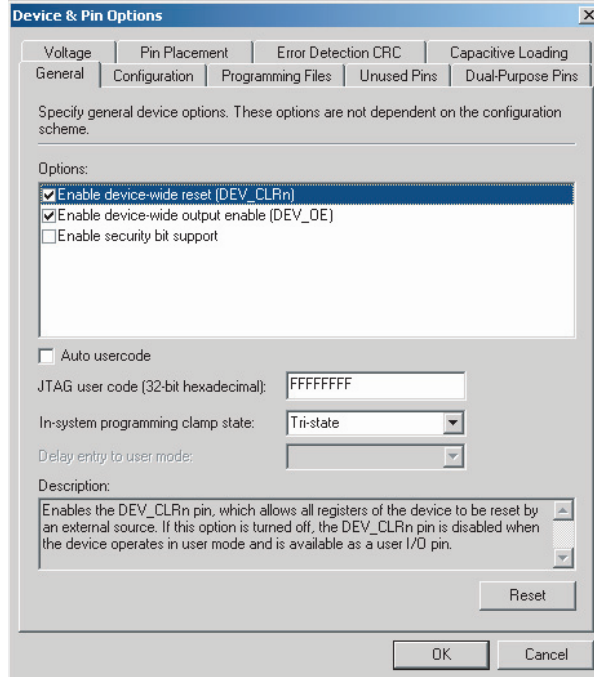 Device & Pin Options
Voltage Pin Placement Error Detection CRC Capacitive Loading
General Configuration Programming Files Unused Pins Dual-Purpose Pins
Specify general device options. These options are not dependent on the configuration
scheme.
Options:
Enable device-wide reset (DEV_CLRn)
Enable device-wide output enable (DEV_OE)
Enable security bit support
Auto usercode
JTAG user code (32-bit hexadecimal): FFFFFFFF
In-system programming clamp state: Tri-state
Delay entry to user mode:
Description:
Enables the DEV_CLRn pin, which allows all registers of the device to be reset by
an external source. If this option is turned off, the DEV_CLRn pin is disabled when
the device operates in user mode and is available as a user I/O pin.
Reset
OK Cancel